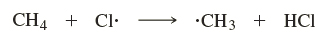 CH₄ + Cl· ⟶ ·CH₃ + HCl